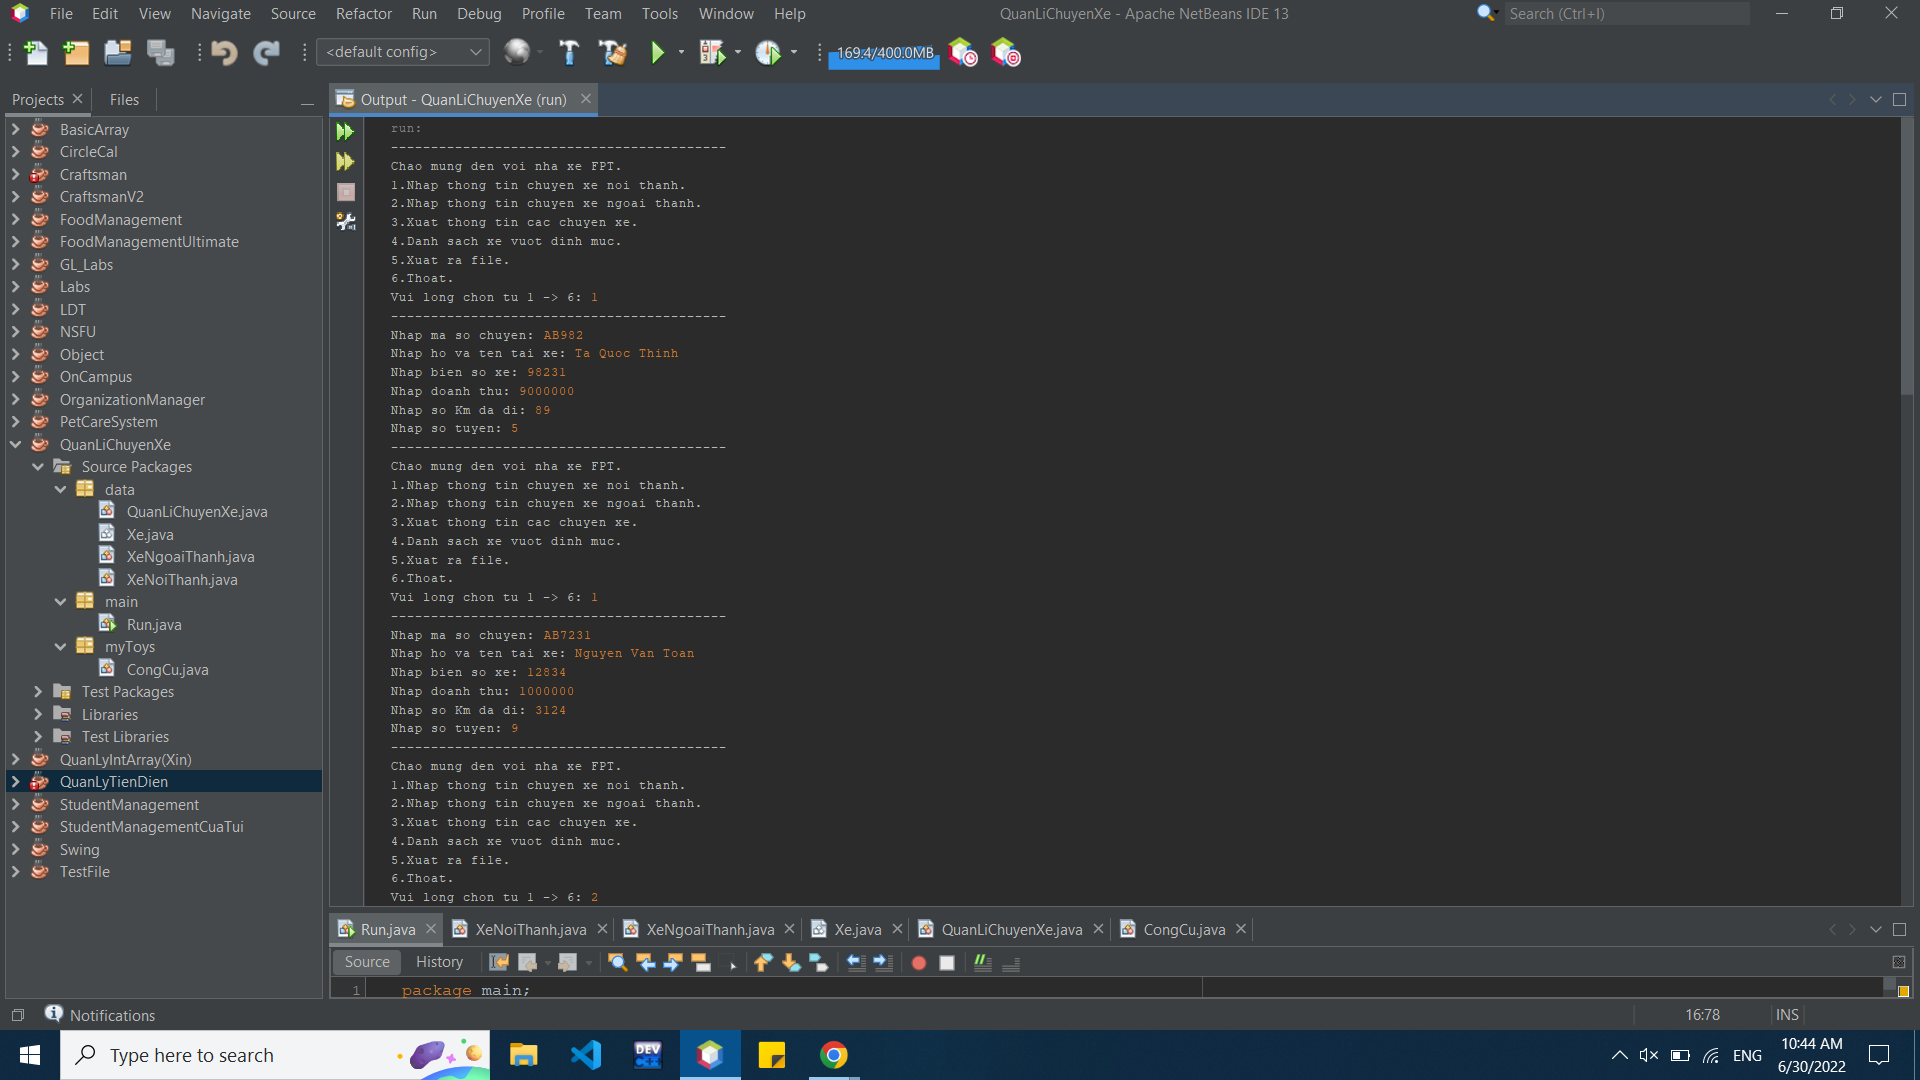 File Edit View Navigate Source Refactor Run Debug Profile Team Tools Window Help
QuanLiChuyenXe - Apache NetBeans IDE 13
Search (Ctrl+I)
<default config>
169.4/400.0MB
Projects
Files
BasicArray
CircleCal
Craftsman
CraftsmanV2
FoodManagement
FoodManagementUltimate
GL_Labs
Labs
LDT
NSFU
Object
OnCampus
OrganizationManager
PetCareSystem
QuanLiChuyenXe
Source Packages
data
QuanLiChuyenXe.java
Xe.java
XeNgoaiThanh.java
XeNoiThanh.java
main
Run.java
myToys
CongCu.java
Test Packages
Libraries
Test Libraries
QuanLyIntArray(Xin)
QuanLyTienDien
StudentManagement
StudentManagementCuaTui
Swing
TestFile
Output - QuanLiChuyenXe (run)
run:
------------------------------------------
Chao mung den voi nha xe FPT.
1.Nhap thong tin chuyen xe noi thanh.
2.Nhap thong tin chuyen xe ngoai thanh.
3.Xuat thong tin cac chuyen xe.
4.Danh sach xe vuot dinh muc.
5.Xuat ra file.
6.Thoat.
Vui long chon tu 1 -> 6: 1
------------------------------------------
Nhap ma so chuyen: AB982
Nhap ho va ten tai xe: Ta Quoc Thinh
Nhap bien so xe: 98231
Nhap doanh thu: 9000000
Nhap so Km da di: 89
Nhap so tuyen: 5
------------------------------------------
Chao mung den voi nha xe FPT.
1.Nhap thong tin chuyen xe noi thanh.
2.Nhap thong tin chuyen xe ngoai thanh.
3.Xuat thong tin cac chuyen xe.
4.Danh sach xe vuot dinh muc.
5.Xuat ra file.
6.Thoat.
Vui long chon tu 1 -> 6: 1
------------------------------------------
Nhap ma so chuyen: AB7231
Nhap ho va ten tai xe: Nguyen Van Toan
Nhap bien so xe: 12834
Nhap doanh thu: 1000000
Nhap so Km da di: 3124
Nhap so tuyen: 9
------------------------------------------
Chao mung den voi nha xe FPT.
1.Nhap thong tin chuyen xe noi thanh.
2.Nhap thong tin chuyen xe ngoai thanh.
3.Xuat thong tin cac chuyen xe.
4.Danh sach xe vuot dinh muc.
5.Xuat ra file.
6.Thoat.
Vui long chon tu 1 -> 6: 2
Run.java
XeNoiThanh.java
XeNgoaiThanh.java
Xe.java
QuanLiChuyenXe.java
CongCu.java
Source
History
1 package main;
Notifications
16:78
INS
Type here to search
DEV
C++
ENG
10:44 AM
6/30/2022